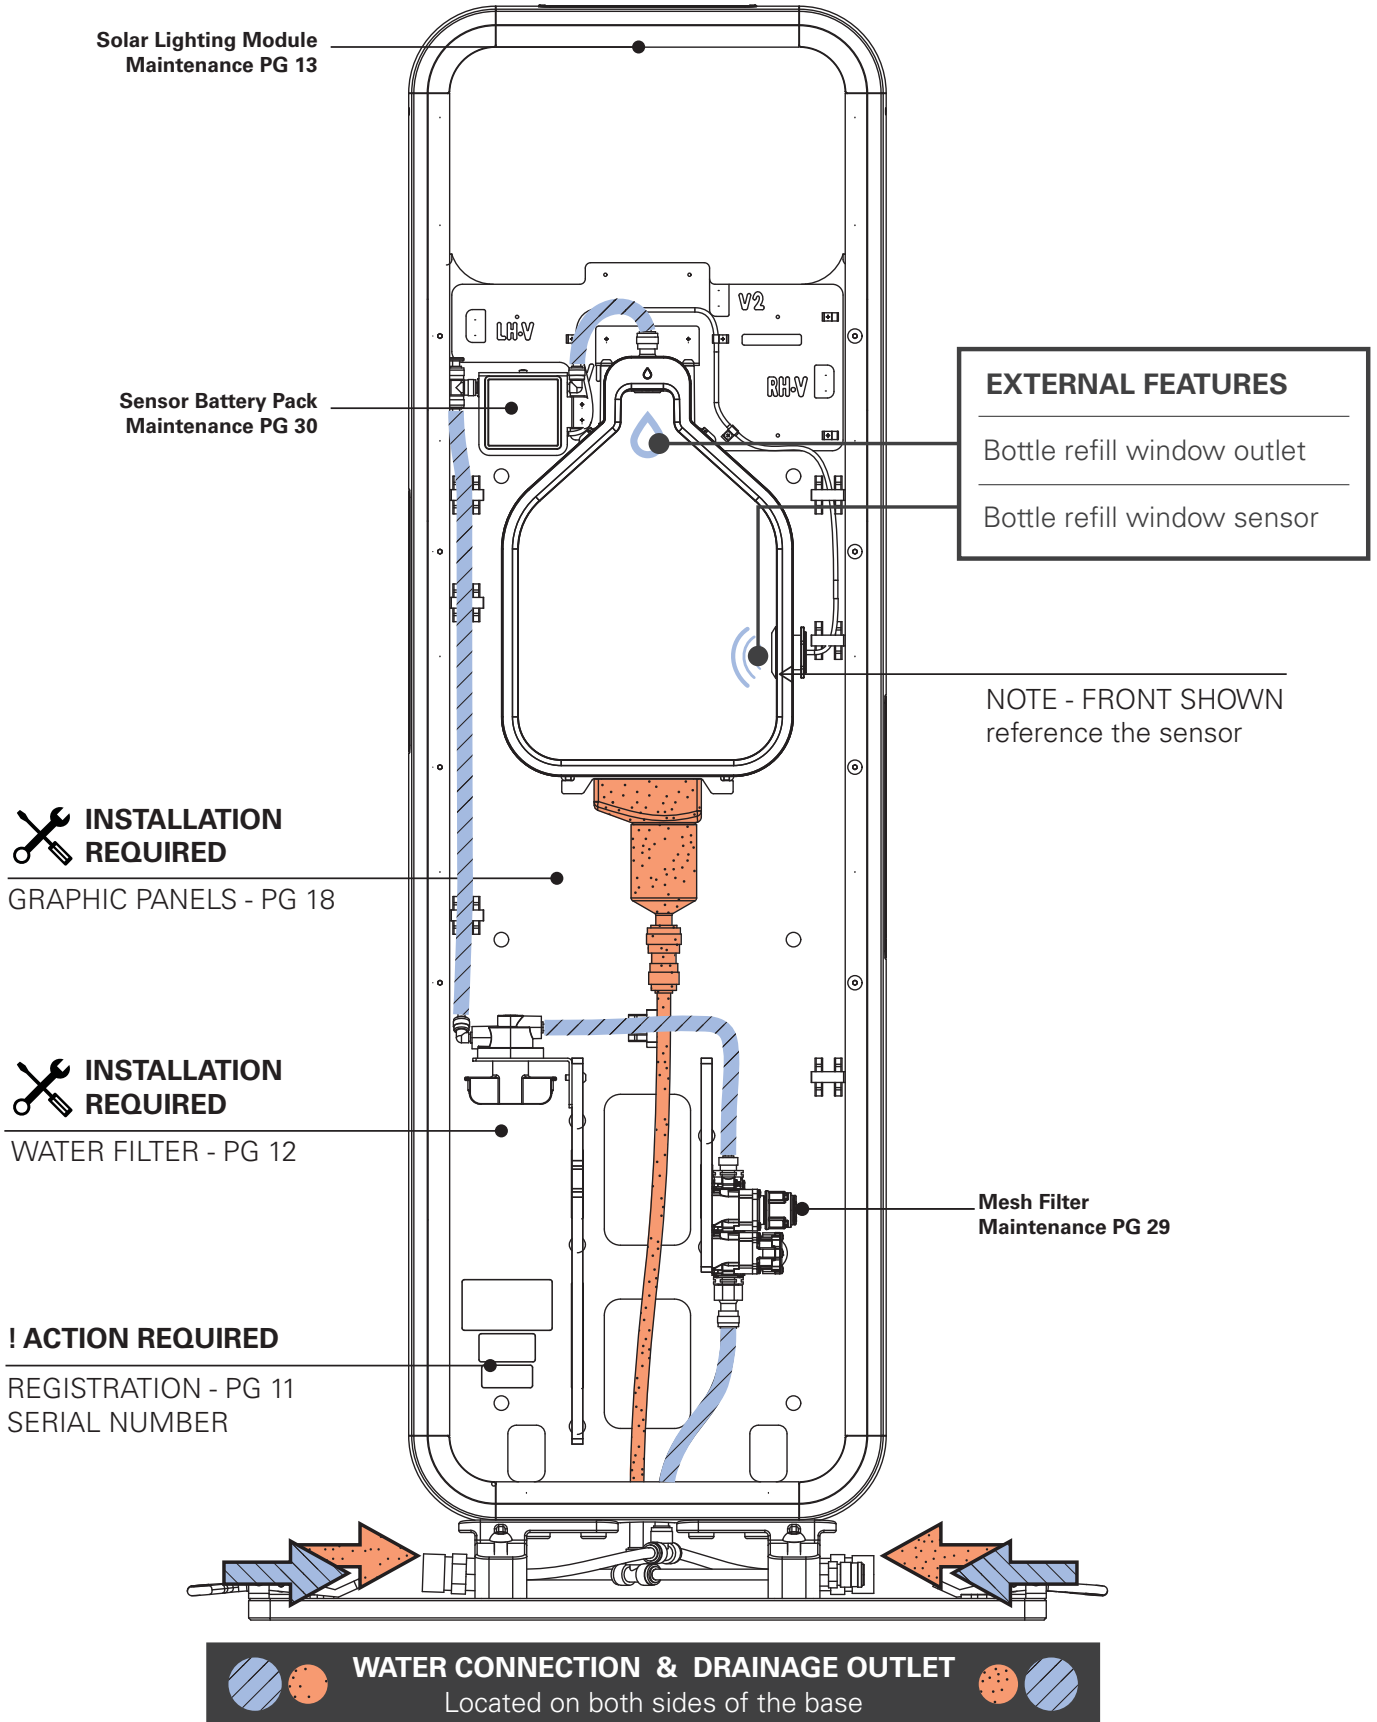 Solar Lighting Module
Maintenance PG 13
V2
LH-V
RH-V
Sensor Battery Pack
Maintenance PG 30
EXTERNAL FEATURES
Bottle refill window outlet
Bottle refill window sensor
NOTE - FRONT SHOWN
reference the sensor
INSTALLATION
REQUIRED
GRAPHIC PANELS - PG 18
INSTALLATION
REQUIRED
WATER FILTER - PG 12
Mesh Filter
Maintenance PG 29
! ACTION REQUIRED
REGISTRATION - PG 11
SERIAL NUMBER
WATER CONNECTION & DRAINAGE OUTLET
Located on both sides of the base